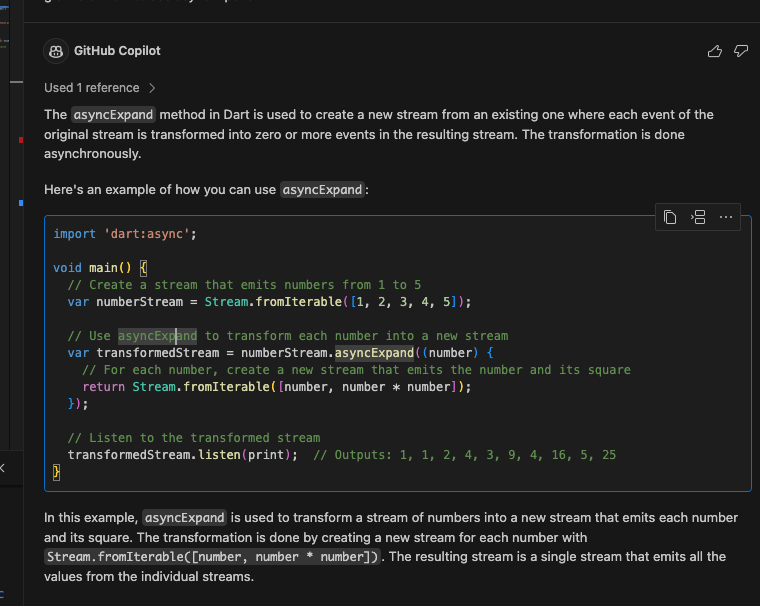 GitHub Copilot
Used 1 reference
The asyncExpand method in Dart is used to create a new stream from an existing one where each event of the
original stream is transformed into zero or more events in the resulting stream. The transformation is done
asynchronously.
Here's an example of how you can use asyncExpand:
import 'dart:async';
void main() {
// Create a stream that emits numbers from 1 to 5
var numberStream = Stream.fromIterable([1, 2, 3, 4, 5]);
// Use asyncExpand to transform each number into a new stream
var transformedStream = numberStream.asyncExpand((number) {
// For each number, create a new stream that emits the number and its square
return Stream.fromIterable([number, number * number]);
});
// Listen to the transformed stream
transformedStream.listen(print);  // Outputs: 1, 1, 2, 4, 3, 9, 4, 16, 5, 25
}
In this example, asyncExpand is used to transform a stream of numbers into a new stream that emits each number
and its square. The transformation is done by creating a new stream for each number with
Stream.fromIterable([number, number * number]). The resulting stream is a single stream that emits all the
values from the individual streams.